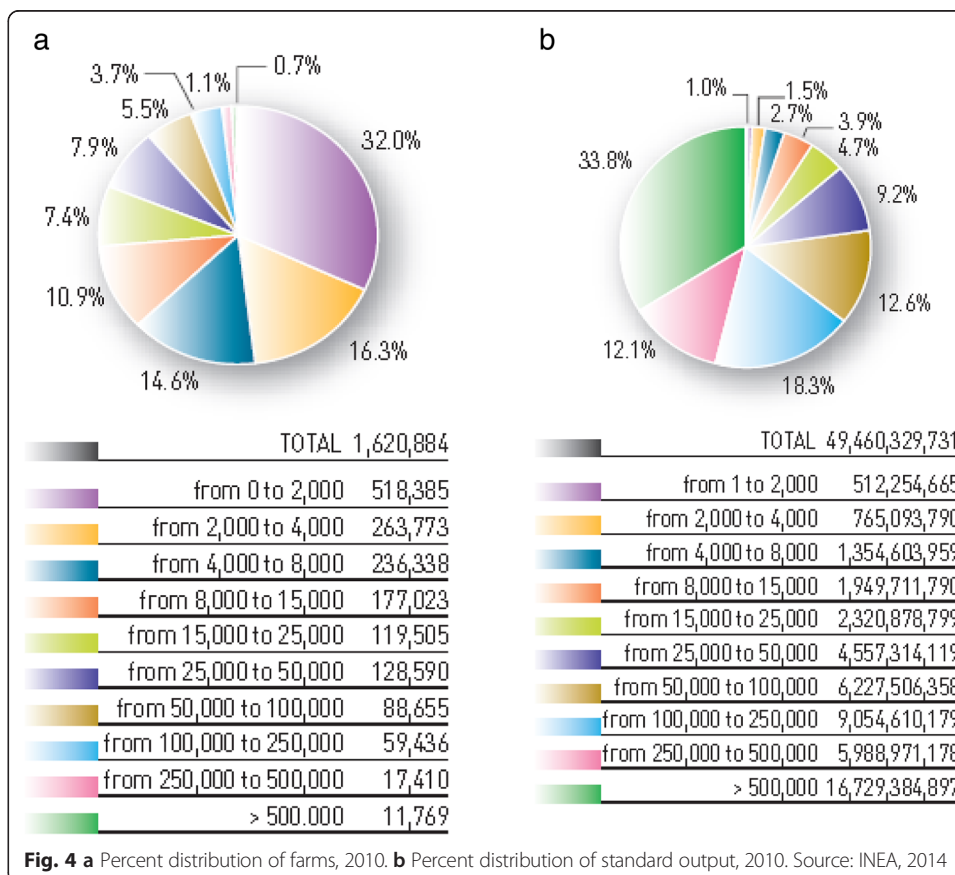 a
0.7%
3.7%
1.1%
5.5%
32.0%
7.9%
7.4%
10.9%
16.3%
14.6%
TOTAL 1,620,884
from 0 to 2,000 518,385
from 2,000 to 4,000 263,773
from 4,000 to 8,000 236,338
from 8,000 to 15,000 177,023
from 15,000 to 25,000 119,505
from 25,000 to 50,000 128,590
from 50,000 to 100,000 88,655
from 100,000 to 250.000 59,436
from 250,000 to 500.000 17,410
> 500.000 11,769
b
1.0%
1.5%
2.7%
3.9%
4.7%
33.8%
9.2%
12.6%
12.1%
18.3%
TOTAL 49,460,329,731
from 1 to 2,000 512,254,665
from 2,000 to 4,000 765,093,790
from 4,000 to 8,000 1,354,603,959
from 8,000 to 15,000 1,949,711,790
from 15,000 to 25,000 2,320,878,799
from 25,000 to 50,000 4,557,314,119
from 50,000 to 100,000 6,227,506,358
from 100,000 to 250,000 9,054,610,179
from 250,000 to 500,000 5,988,971,178
> 500,000 16,729,384,897
Fig. 4 a Percent distribution of farms, 2010. b Percent distribution of standard output, 2010. Source: INEA, 2014